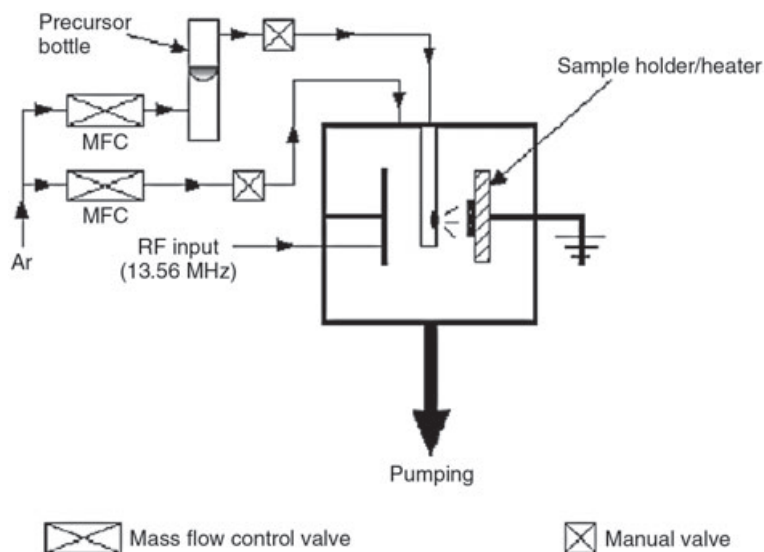 Precursor
bottle
Sample holder/heater
MFC
MFC
Ar
RF input
(13.56 MHz)
Pumping
Mass flow control valve
Manual valve